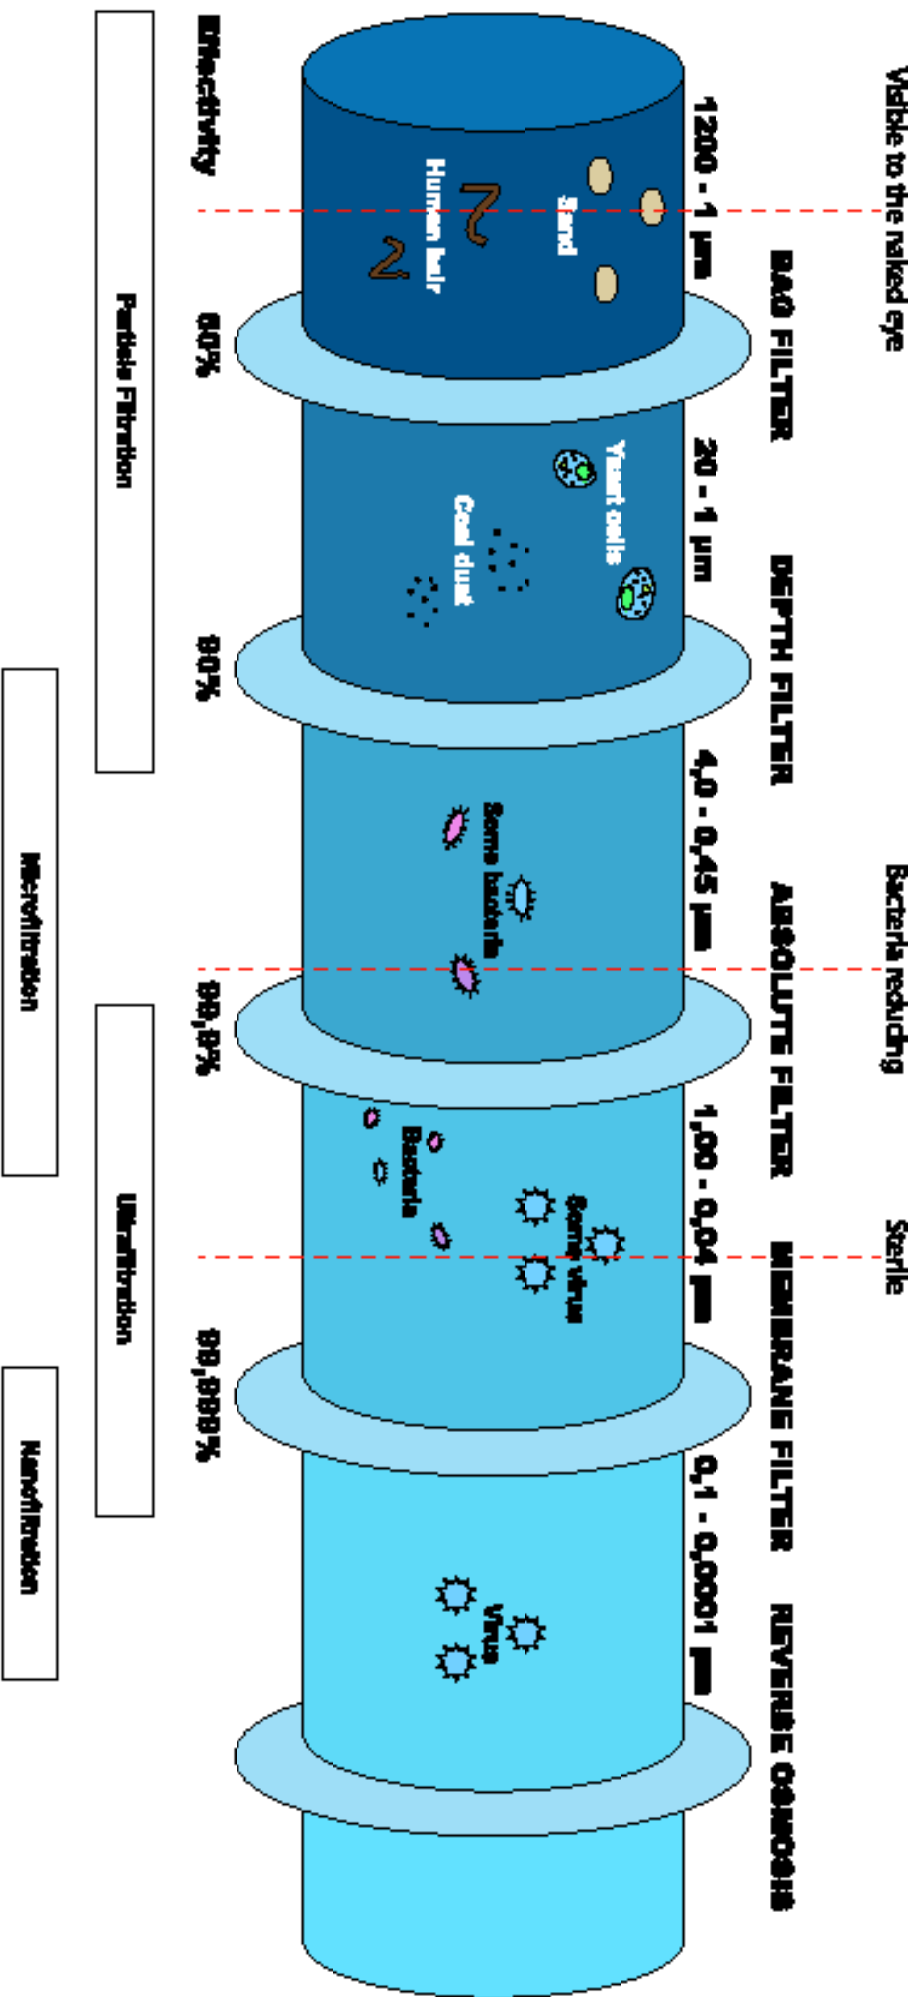 Visible to the naked eye
Bacteria reducing
Sterile
BAG FILTER
DEPTH FILTER
ABSOLUTE FILTER
MEMBRANE FILTER
REVERSE OSMOSIS
1200 - 1 µm
20 - 1 µm
4,0 - 0,45 µm
1,00 - 0,04 µm
0,1 - 0,0001 µm
Sand
Human hair
Yeast cells
Coal dust
Some bacteria
Some virus
Bacteria
Virus
Effectivity
90%
99,9%
99,999%
Particle Filtration
Ultrafiltration
Microfiltration
Nanofiltration